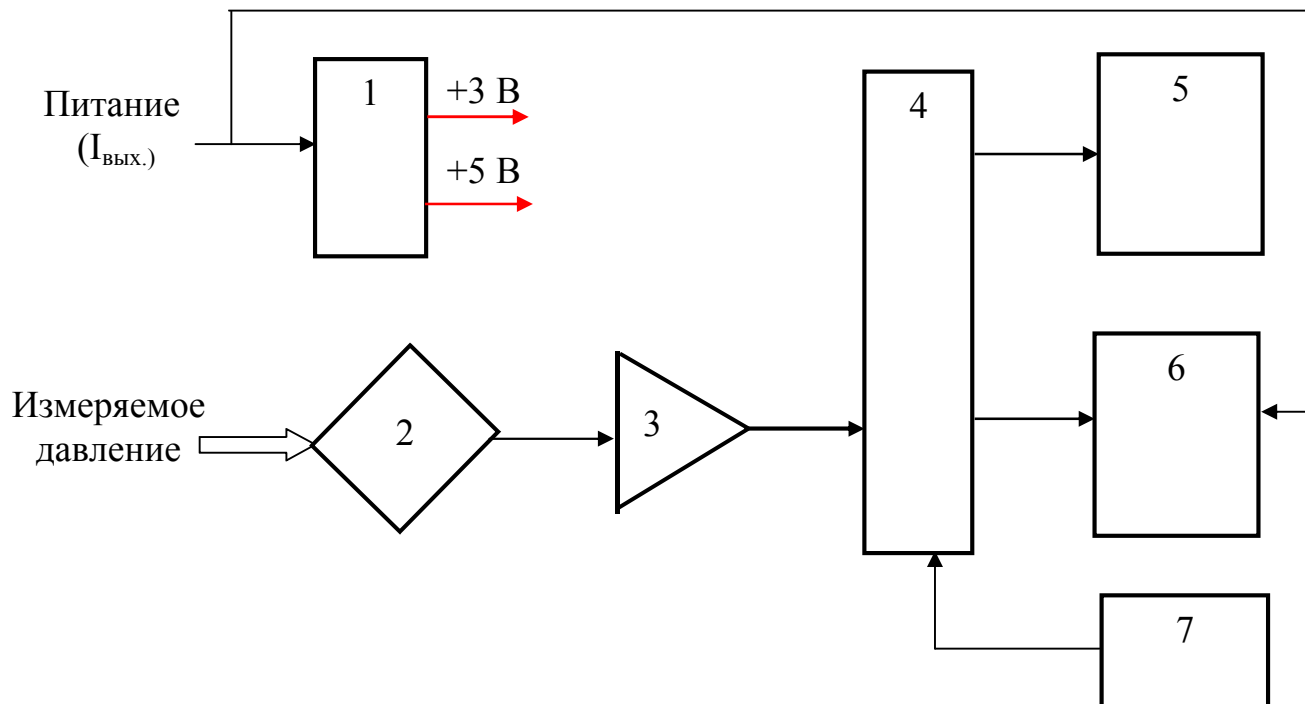 1
+3 В
4
5
Питание
(Iвых.)
+5 В
6
Измеряемое
давление
2
3
7